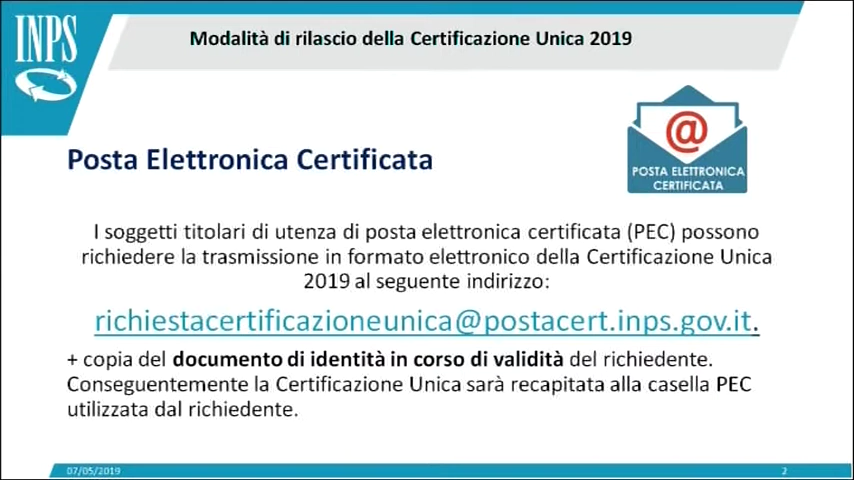 INPS
Modalità di rilascio della Certificazione Unica 2019
@
POSTA ELETTRONICA
CERTIFICATA
Posta Elettronica Certificata
I soggetti titolari di utenza di posta elettronica certificata (PEC) possono
richiedere la trasmissione in formato elettronico della Certificazione Unica
2019 al seguente indirizzo:
richiestacertificazioneunica@postacert.inps.gov.it.
+ copia del documento di identità in corso di validità del richiedente.
Conseguentemente la Certificazione Unica sarà recapitata alla casella PEC
utilizzata dal richiedente.
07/05/2019
2